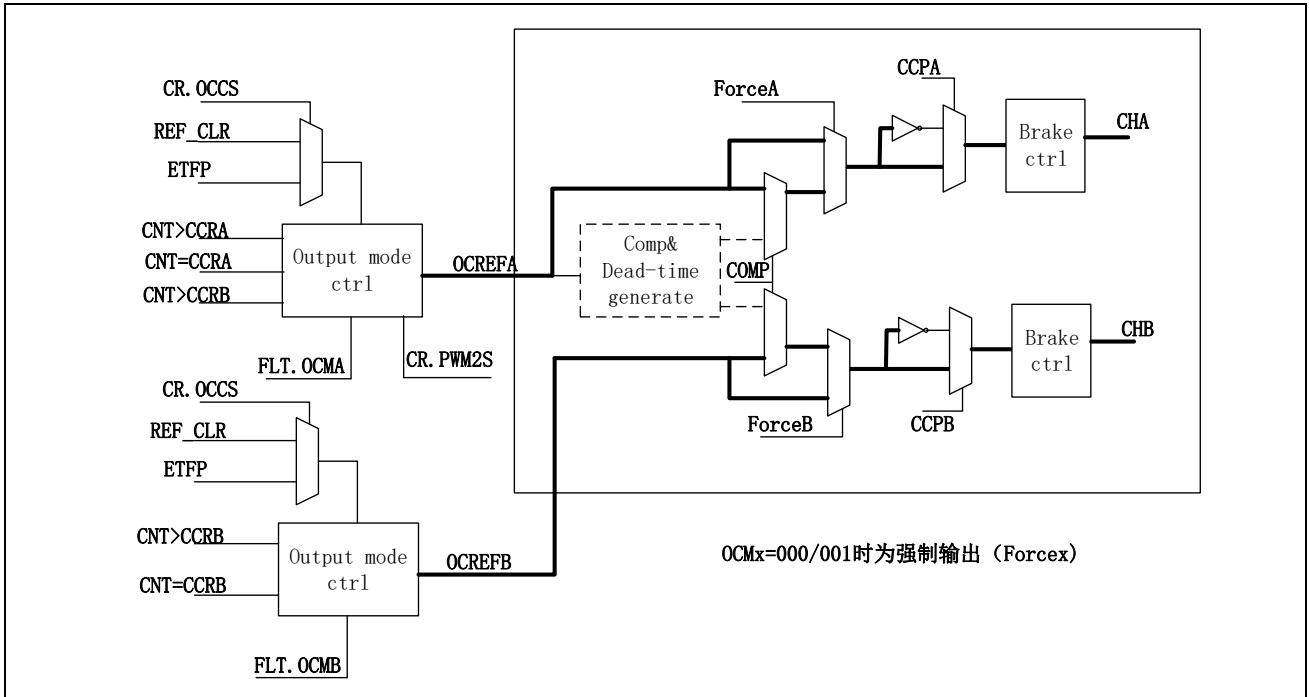 CR.OCCS
REF_CLR
ETFP
CNT>CCRA
CNT=CCRA
CNT>CCRB
Output mode
ctrl
OCREFA
FLT.OCMA
CR.PWM2S
Comp&
Dead-time
generate
COMP
ForceA
CCPA
Brake
ctrl
CHA
CR.OCCS
REF_CLR
ETFP
CNT>CCRB
CNT=CCRB
Output mode
ctrl
OCREFB
FLT.OCMB
ForceB
CCPB
Brake
ctrl
CHB
OCMx=000/001时为强制输出（Forcex)